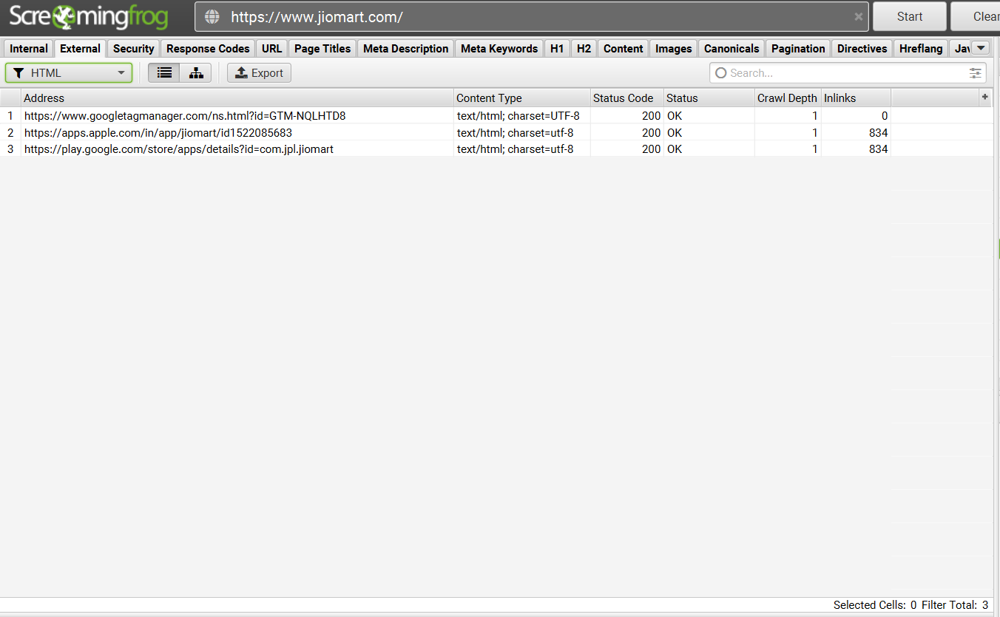 Screamingfrog https://www.jiomart.com/ × Start Clear
Internal External Security Response Codes URL Page Titles Meta Description Meta Keywords H1 H2 Content Images Canonicals Pagination Directives Hreflang Jav
HTML Export Search...
Address Content Type Status Code Status Crawl Depth Inlinks +
1 https://www.googletagmanager.com/ns.html?id=GTM-NQLHTD8 text/html; charset=UTF-8 200 OK 1 0
2 https://apps.apple.com/in/app/jiomart/id1522085683 text/html; charset=utf-8 200 OK 1 834
3 https://play.google.com/store/apps/details?id=com.jpl.jiomart text/html; charset=utf-8 200 OK 1 834
Selected Cells: 0 Filter Total: 3